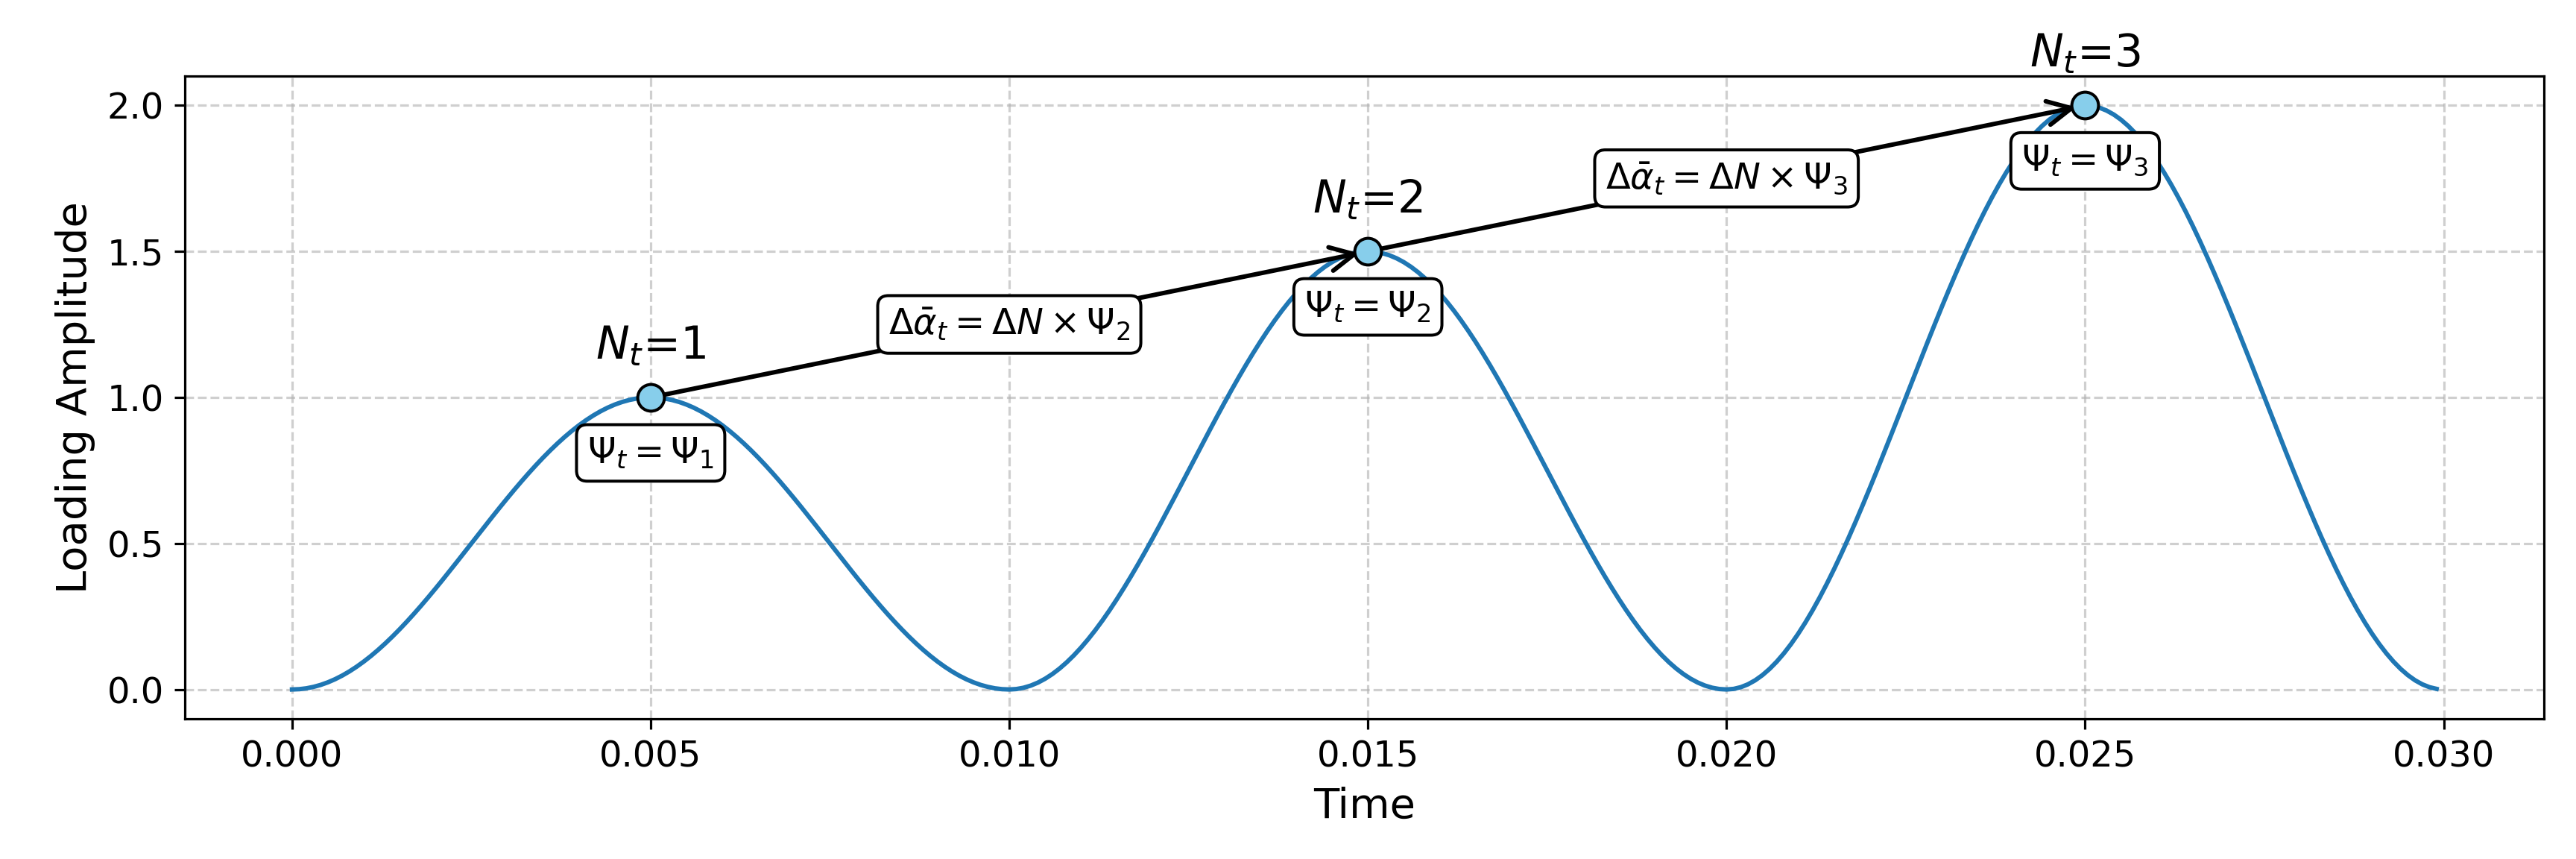 N_t=3
2.0
Δᾱ_t = ΔN × Ψ_3
Ψ_t = Ψ_3
N_t=2
1.5
Δᾱ_t = ΔN × Ψ_2
Ψ_t = Ψ_2
N_t=1
1.0
Ψ_t = Ψ_1
0.5
0.0
Loading Amplitude
0.000 0.005 0.010 0.015 0.020 0.025 0.030
Time